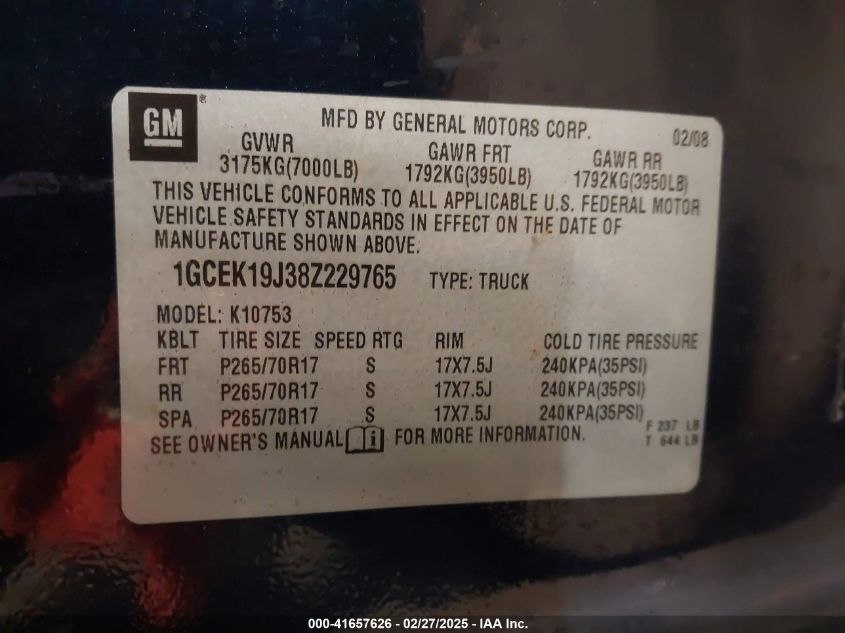 GM®
MFD BY GENERAL MOTORS CORP. 02/08
GVWR GAWR FRT GAWR RR
3175KG(7000LB) 1792KG(3950LB) 1792KG(3950LB)
THIS VEHICLE CONFORMS TO ALL APPLICABLE U.S. FEDERAL MOTOR
VEHICLE SAFETY STANDARDS IN EFFECT ON THE DATE OF
MANUFACTURE SHOWN ABOVE.
1GCEK19J38Z229765 TYPE: TRUCK
MODEL: K10753
KBLT TIRE SIZE SPEED RTG RIM COLD TIRE PRESSURE
FRT P265/70R17 S 17X7.5J 240KPA(35PSI)
RR P265/70R17 S 17X7.5J 240KPA(35PSI)
SPA P265/70R17 S 17X7.5J 240KPA(35PSI)
SEE OWNER'S MANUAL FOR MORE INFORMATION.
F 237 LB
T 644 LB
000-41657626 - 02/27/2025 - IAA Inc.